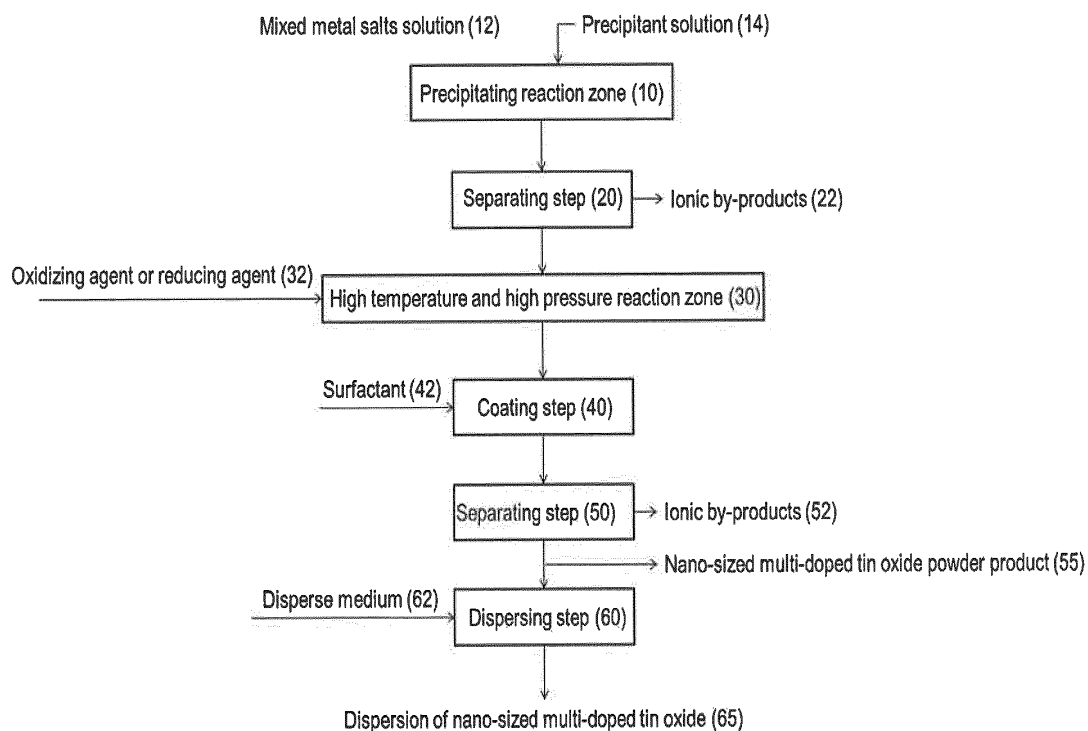 Mixed metal salts solution (12)
Precipitant solution (14)
Precipitating reaction zone (10)
Separating step (20)
Ionic by-products (22)
Oxidizing agent or reducing agent (32)
High temperature and high pressure reaction zone (30)
Surfactant (42)
Coating step (40)
Separating step (50)
Ionic by-products (52)
Nano-sized multi-doped tin oxide powder product (55)
Disperse medium (62)
Dispersing step (60)
Dispersion of nano-sized multi-doped tin oxide (65)